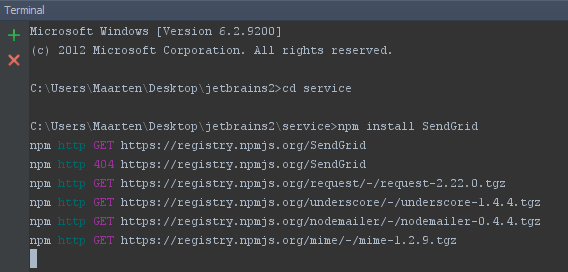 Terminal
Microsoft Windows [Version 6.2.9200]
(c) 2012 Microsoft Corporation. All rights reserved.
C:\Users\Maarten\Desktop\jetbrains2>cd service
C:\Users\Maarten\Desktop\jetbrains2\service>npm install SendGrid
npm http GET https://registry.npmjs.org/SendGrid
npm http 404 https://registry.npmjs.org/SendGrid
npm http GET https://registry.npmjs.org/request/-/request-2.22.0.tgz
npm http GET https://registry.npmjs.org/underscore/-/underscore-1.4.4.tgz
npm http GET https://registry.npmjs.org/nodemailer/-/nodemailer-0.4.4.tgz
npm http GET https://registry.npmjs.org/mime/-/mime-1.2.9.tgz